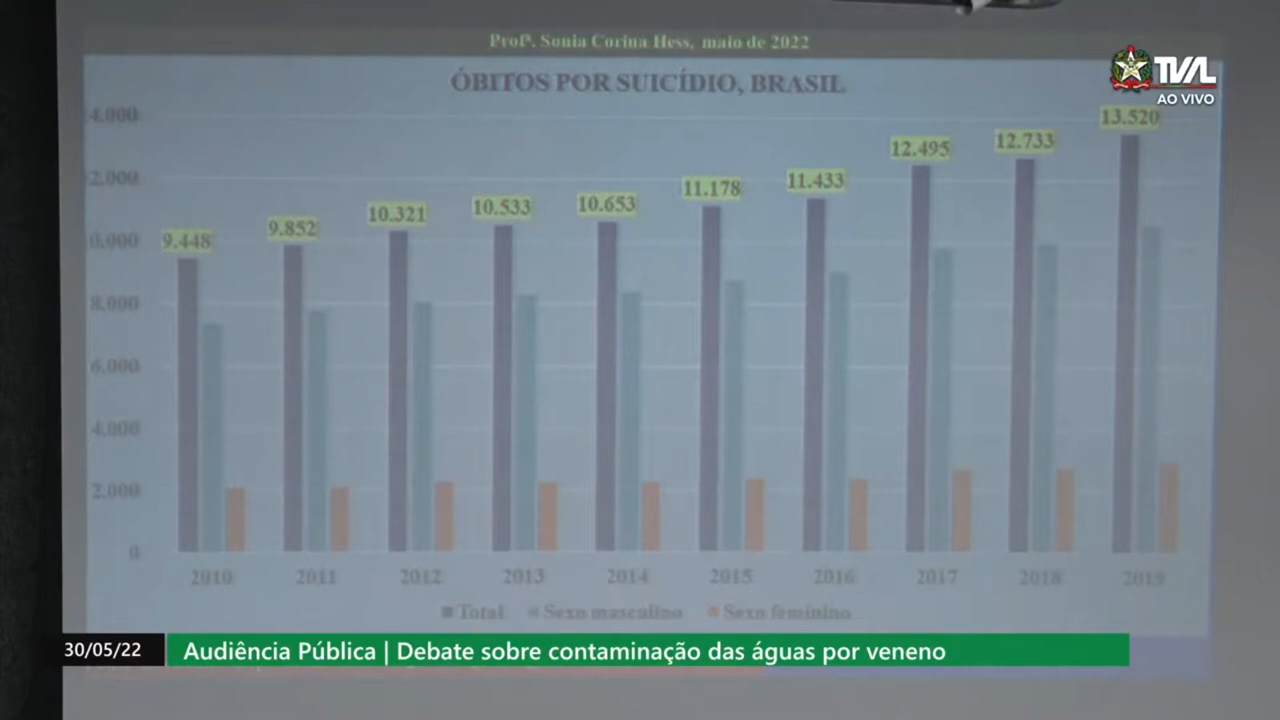 Profª. Sonia Corina Hess, maio de 2022
ÓBITOS POR SUICÍDIO, BRASIL
TVAL
AO VIVO
4.000
2.000
0.000
8.000
6.000
4.000
2.000
0
9.448
9.852
10.321
10.533
10.653
11.178
11.433
12.495
12.733
13.520
2010 2011 2012 2013 2014 2015 2016 2017 2018 2019
Total Sexo masculino Sexo feminino
30/05/22 Audiência Pública | Debate sobre contaminação das águas por veneno